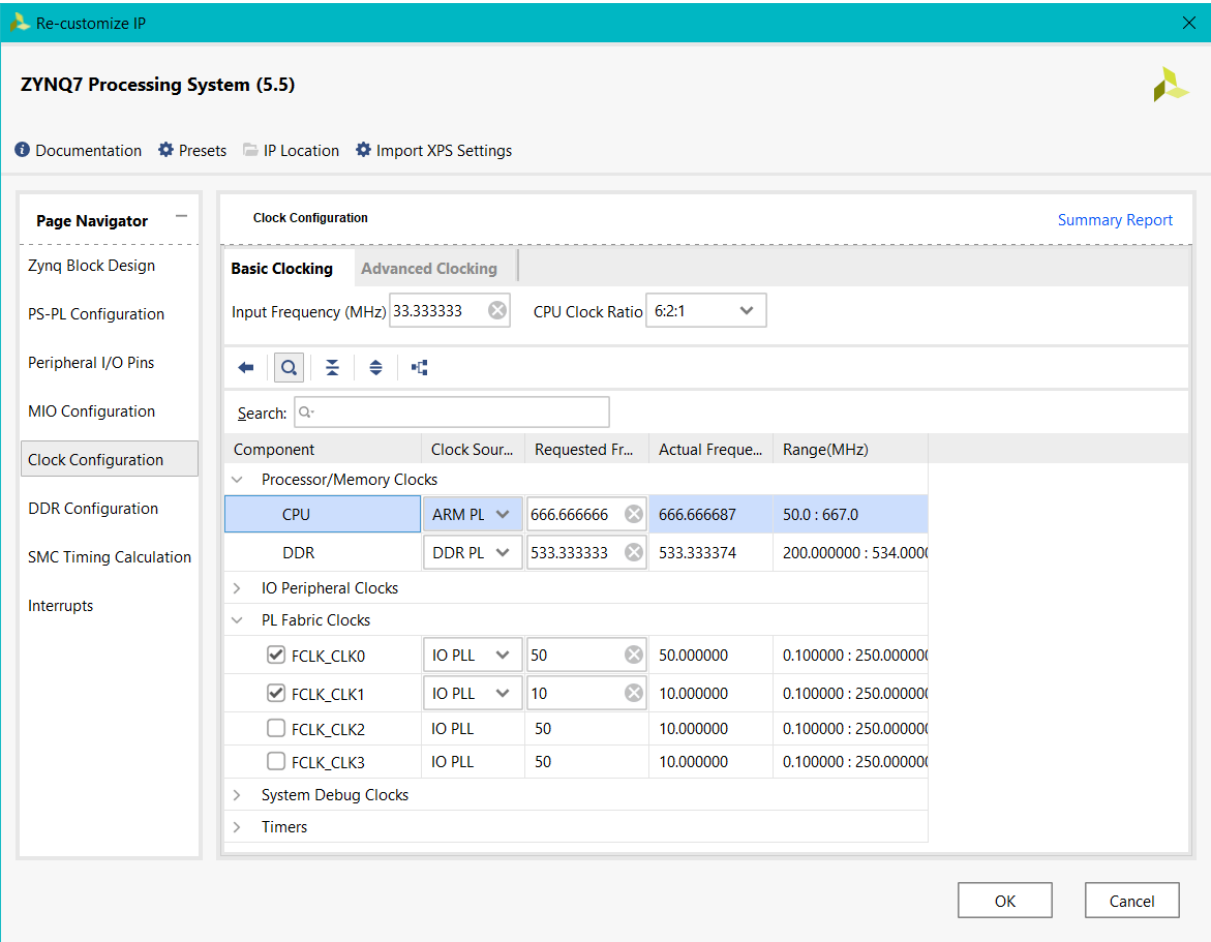 Re-customize IP
ZYNQ7 Processing System (5.5)
Documentation Presets IP Location Import XPS Settings
Page Navigator
Zynq Block Design
PS-PL Configuration
Peripheral I/O Pins
MIO Configuration
Clock Configuration
DDR Configuration
SMC Timing Calculation
Interrupts
Clock Configuration Summary Report
Basic Clocking Advanced Clocking
Input Frequency (MHz) 33.333333 CPU Clock Ratio 6:2:1
Search:
Component Clock Sour... Requested Fr... Actual Freque... Range(MHz)
Processor/Memory Clocks
CPU ARM PL 666.666666 666.666687 50.0 : 667.0
DDR DDR PL 533.333333 533.333374 200.000000 : 534.000
IO Peripheral Clocks
PL Fabric Clocks
FCLK_CLK0 IO PLL 50 50.000000 0.100000 : 250.000000
FCLK_CLK1 IO PLL 10 10.000000 0.100000 : 250.000000
FCLK_CLK2 IO PLL 50 10.000000 0.100000 : 250.000000
FCLK_CLK3 IO PLL 50 10.000000 0.100000 : 250.000000
System Debug Clocks
Timers
OK Cancel